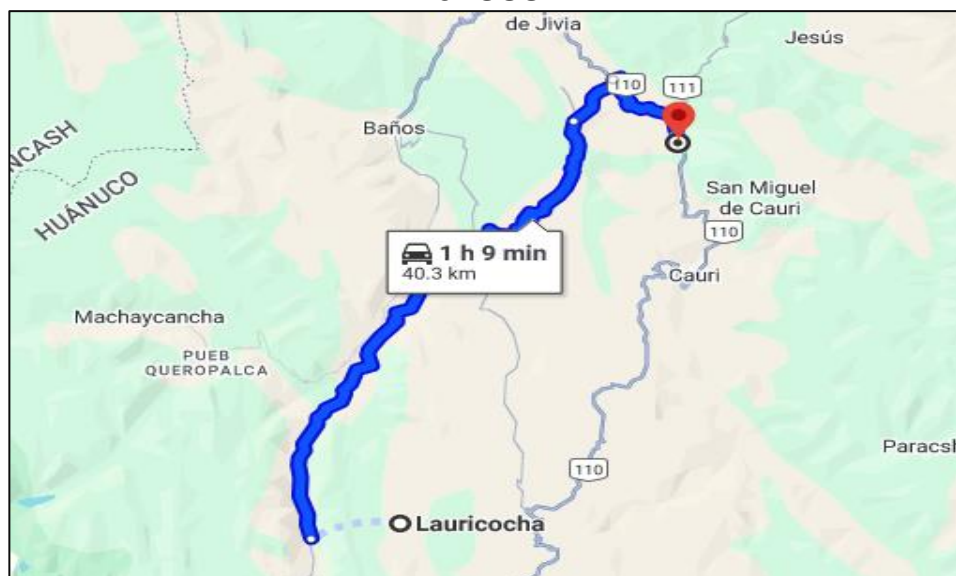 de Jivia
Jesús
110
111
Baños
NCASH
HUÁNUCO
San Miguel
de Cauri
110
1 h 9 min
40.3 km
Cauri
Machaycancha
PUEB
QUEROPALCA
Paracsh
110
Lauricocha